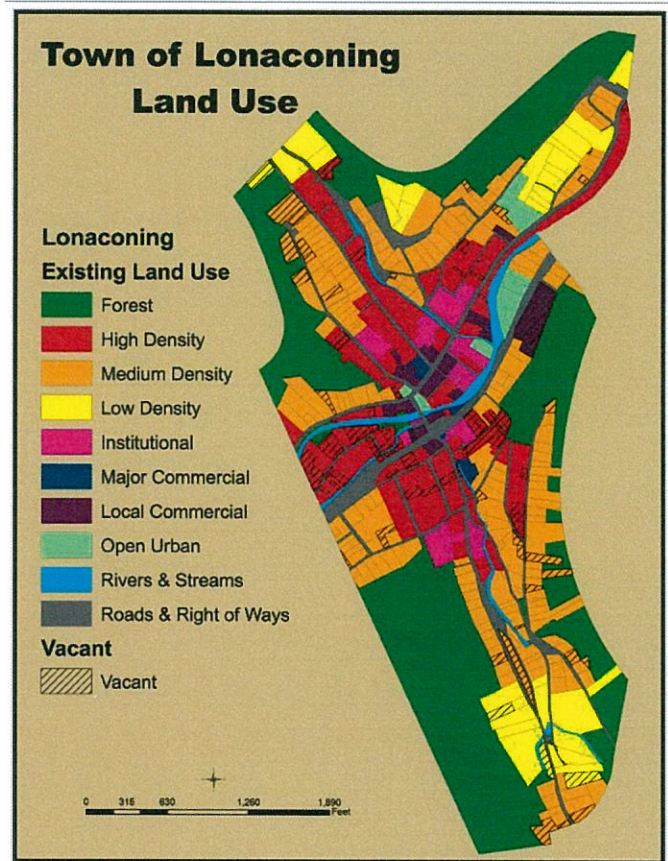 Town of Lonaconing
Land Use
Lonaconing
Existing Land Use
Forest
High Density
Medium Density
Low Density
Institutional
Major Commercial
Local Commercial
Open Urban
Rivers & Streams
Roads & Right of Ways
Vacant
Vacant
0 315 630 1,260 1,890
Feet